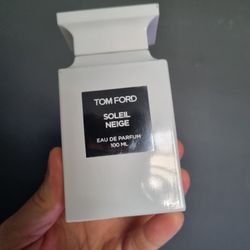 TOM FORD
SOLEIL
NEIGE
EAU DE PARFUM
100 ML